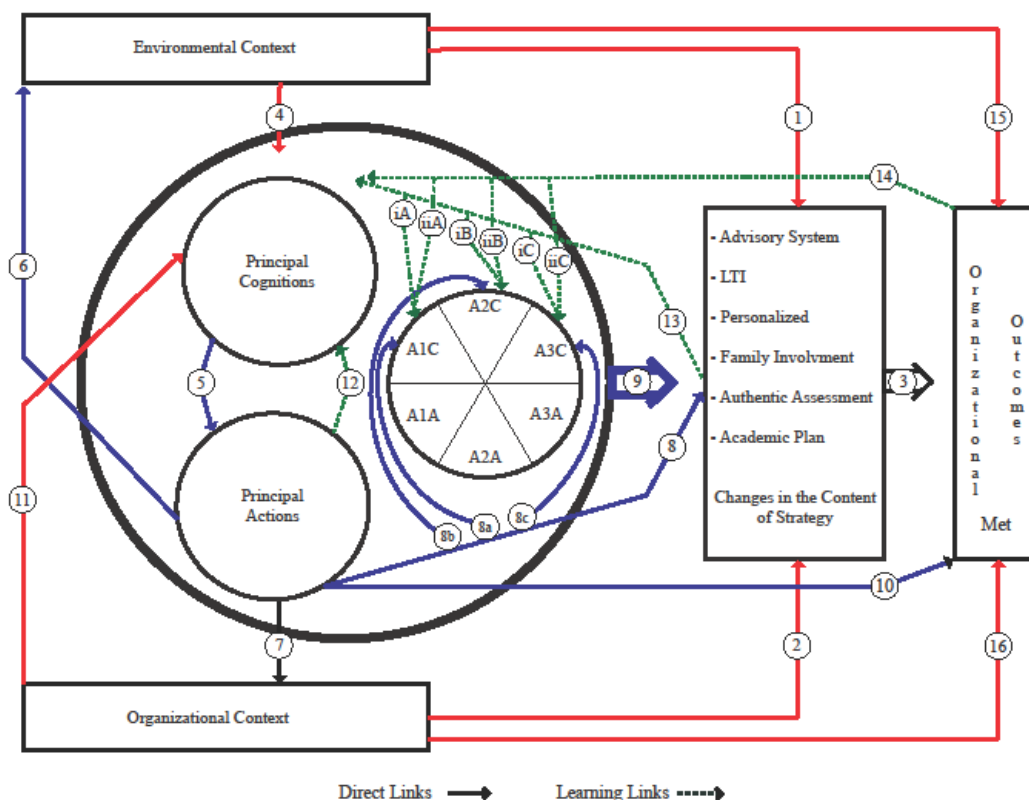 Environmental Context
4
1
15
14
iA
iiA
iB
iiB
iC
iiC
6
Principal
Cognitions
- Advisory System
- LTI
- Personalized
- Family Involvment
- Authentic Assessment
- Academic Plan
Changes in the Content
of Strategy
Organizational
Outcomes
Met
13
A2C
A1C
A3C
A1A
A3A
A2A
5
12
9
3
11
8
Principal
Actions
8b
8a
8c
10
7
2
16
Organizational Context
Direct Links
Learning Links